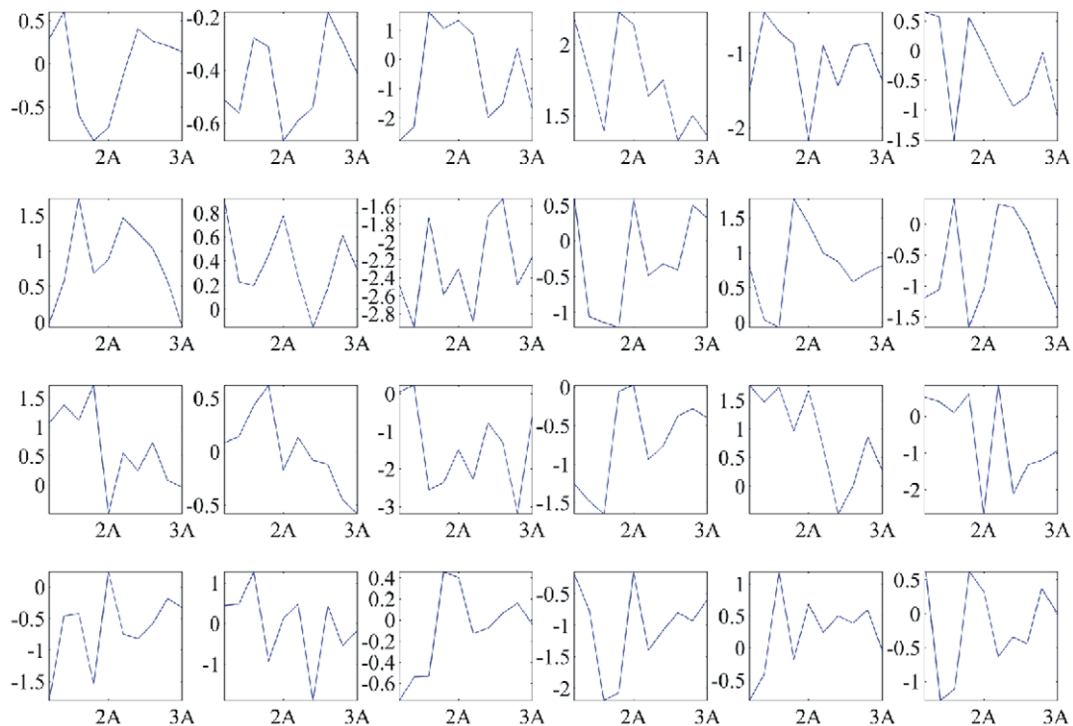 0.5 0 -0.5 2A 3A
-0.2 -0.4 -0.6 2A 3A
1 0 -1 -2 2A 3A
2 1.5 2A 3A
-1 -2 2A 3A
0.5 0 -0.5 -1 -1.5 2A 3A
1.5 1 0.5 0 2A 3A
0.8 0.6 0.4 0.2 0 2A 3A
-1.6 -1.8 -2 -2.2 -2.4 -2.6 -2.8 2A 3A
0.5 0 -0.5 -1 2A 3A
1.5 1 0.5 0 2A 3A
0 -0.5 -1 -1.5 2A 3A
1.5 1 0.5 0 2A 3A
0.5 0 -0.5 2A 3A
0 -1 -2 -3 2A 3A
0 -0.5 -1 -1.5 2A 3A
1.5 1 0.5 0 2A 3A
0 -1 -2 2A 3A
0 -0.5 -1 -1.5 2A 3A
1 0 1 2A 3A
0.4 0.2 0 -0.2 -0.4 -0.6 2A 3A
-0.5 -1 -1.5 -2 2A 3A
1 0.5 0 -0.5 2A 3A
0.5 0 -0.5 -1 2A 3A